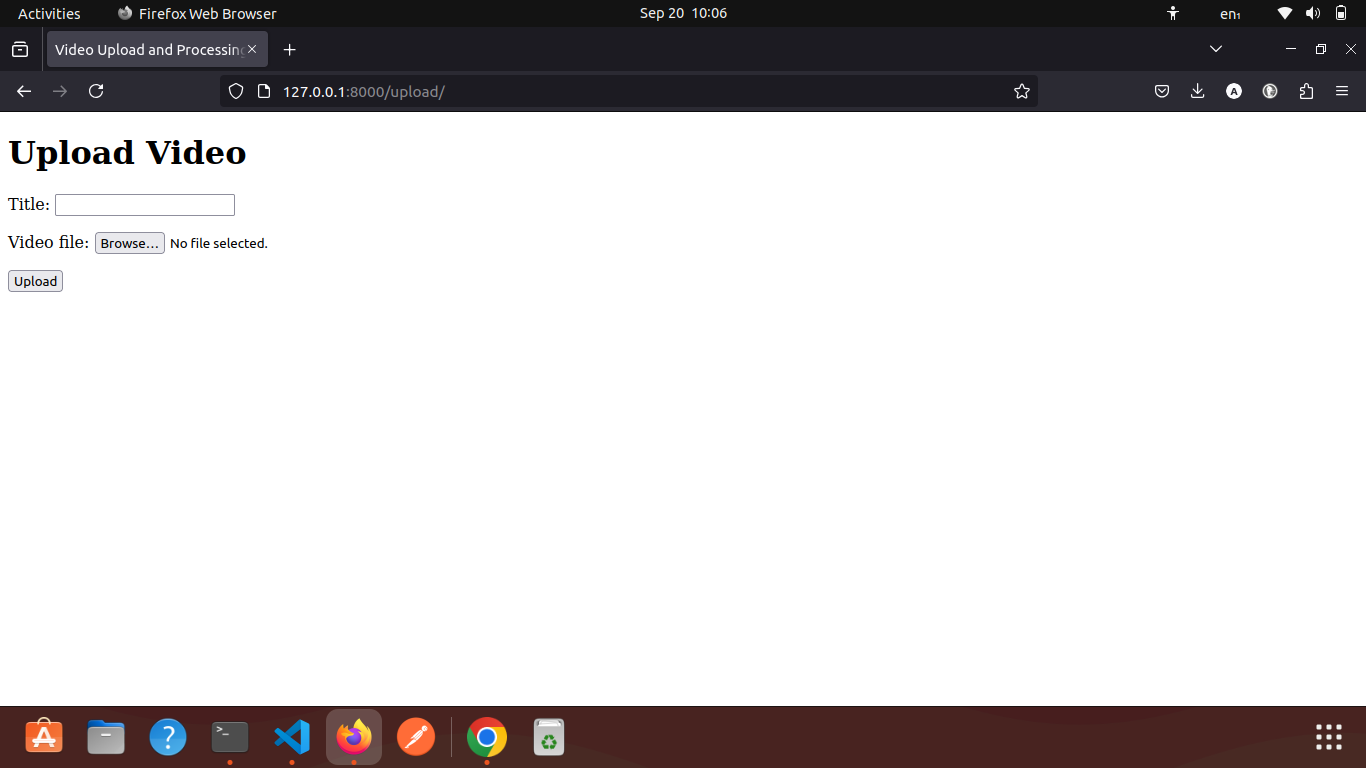 Activities Firefox Web Browser Sep 20 10:06 en₁
Video Upload and Processing
127.0.0.1:8000/upload/
Upload Video
Title:
Video file: Browse... No file selected.
Upload